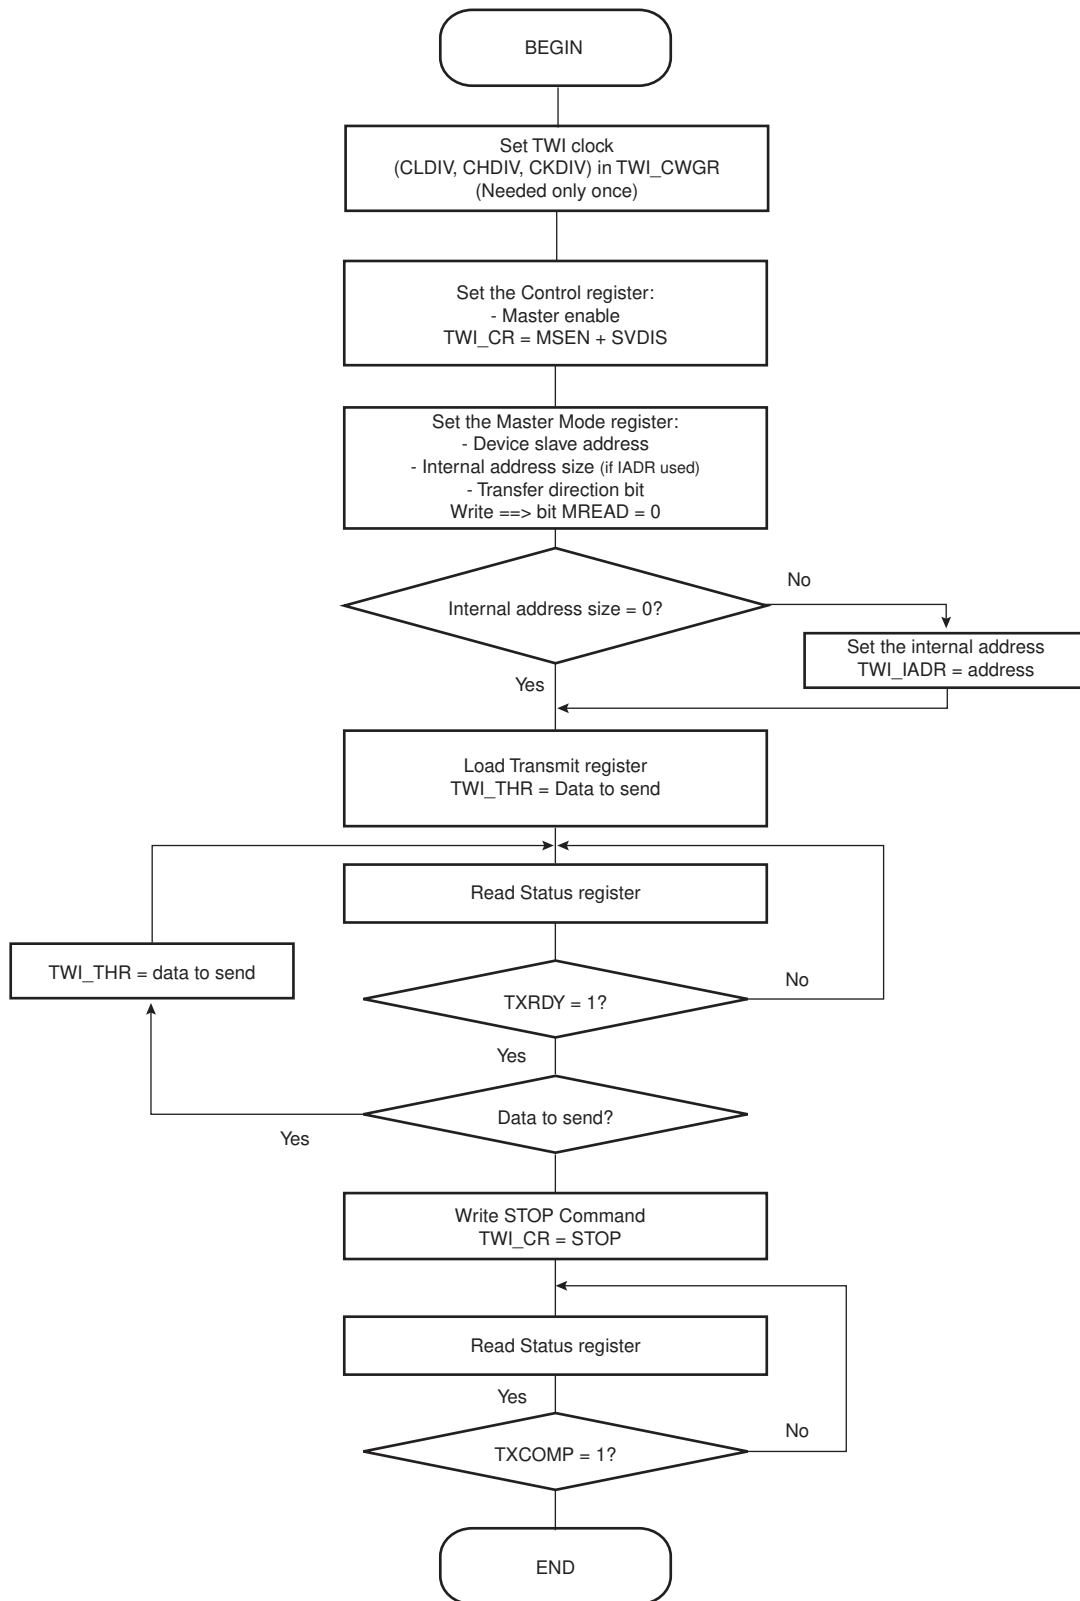 BEGIN
Set TWI clock
(CLDIV, CHDIV, CKDIV) in TWI_CWGR
(Needed only once)
Set the Control register:
- Master enable
TWI_CR = MSEN + SVDIS
Set the Master Mode register:
- Device slave address
- Internal address size (if IADR used)
- Transfer direction bit
Write ==> bit MREAD = 0
No
Internal address size = 0?
Set the internal address
TWI_IADR = address
Yes
Load Transmit register
TWI_THR = Data to send
Read Status register
TWI_THR = data to send
No
TXRDY = 1?
Yes
Data to send?
Yes
Write STOP Command
TWI_CR = STOP
Read Status register
Yes
No
TXCOMP = 1?
END